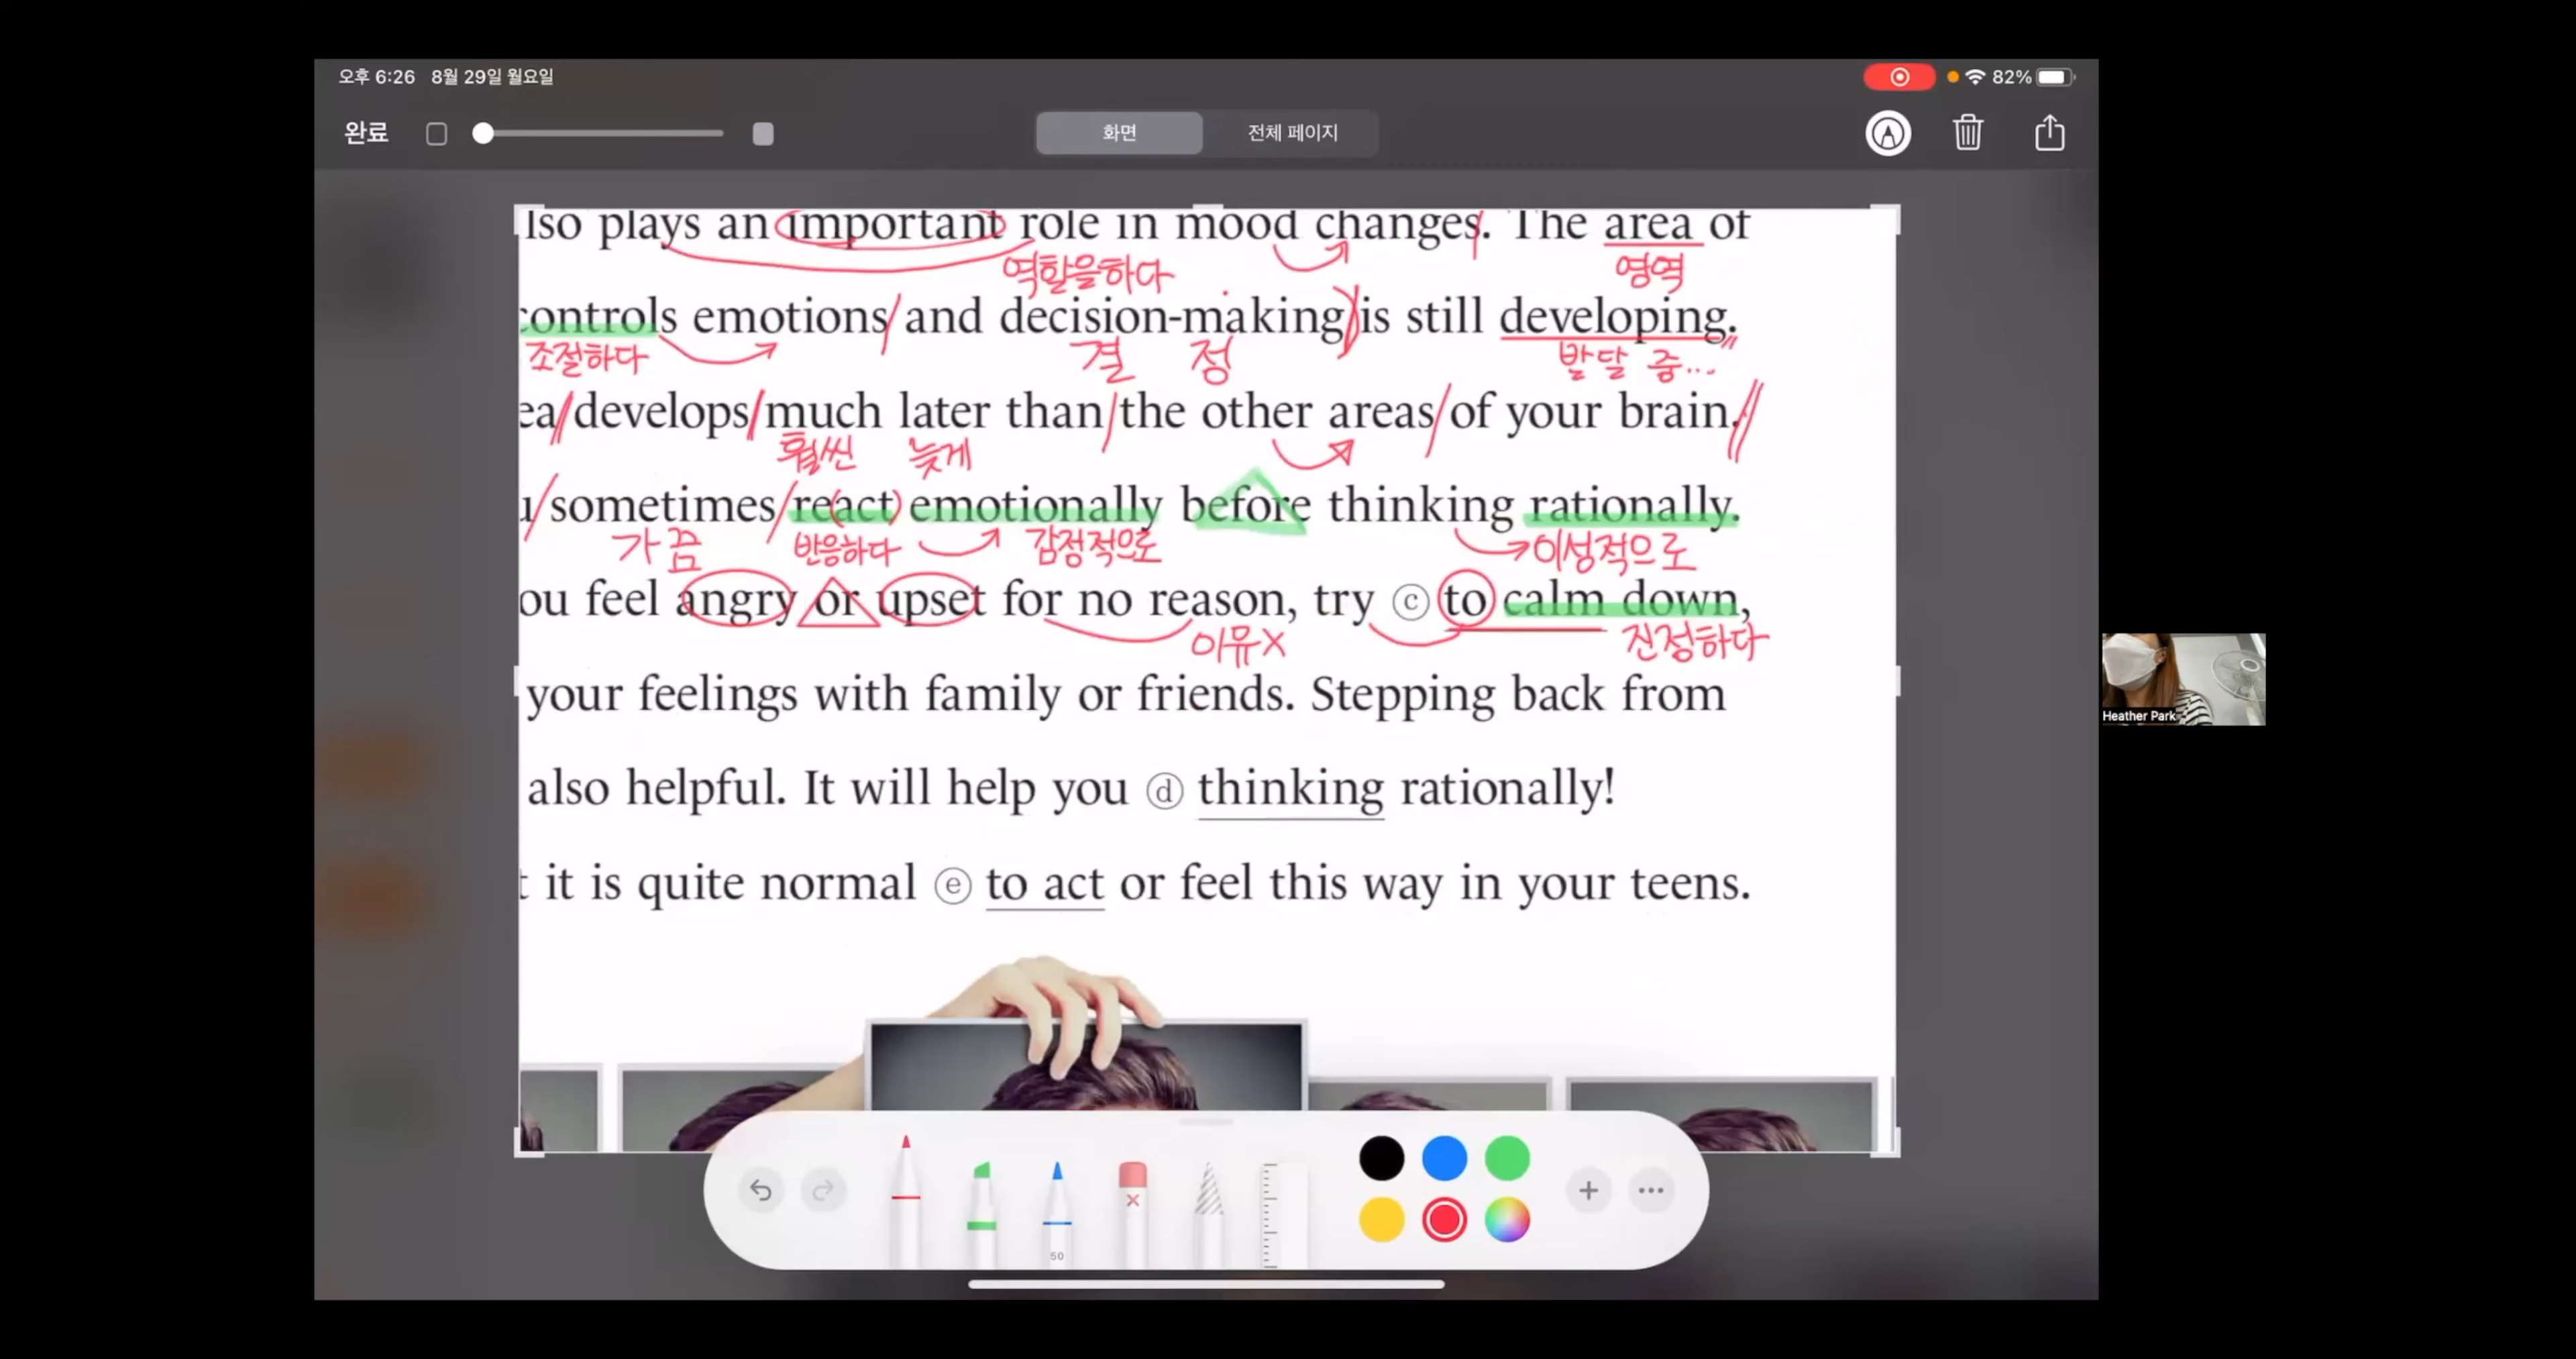 오후 6:26 8월 29일 월요일
82%
완료
화면
전체 페이지
lso plays an important role in mood changes. The area of
역할을하다
영역
controls emotions and decision-making is still developing.
조절하다
결 정
발달 중...
ea develops much later than the other areas of your brain.
훨씬
늦게
u sometimes react emotionally before thinking rationally.
가끔
반응하다
감정적으로
이성적으로
ou feel angry or upset for no reason, try ⓒ to calm down,
이유X
진정하다
your feelings with family or friends. Stepping back from
also helpful. It will help you ⓓ thinking rationally!
t it is quite normal ⓔ to act or feel this way in your teens.
Heather Park
50